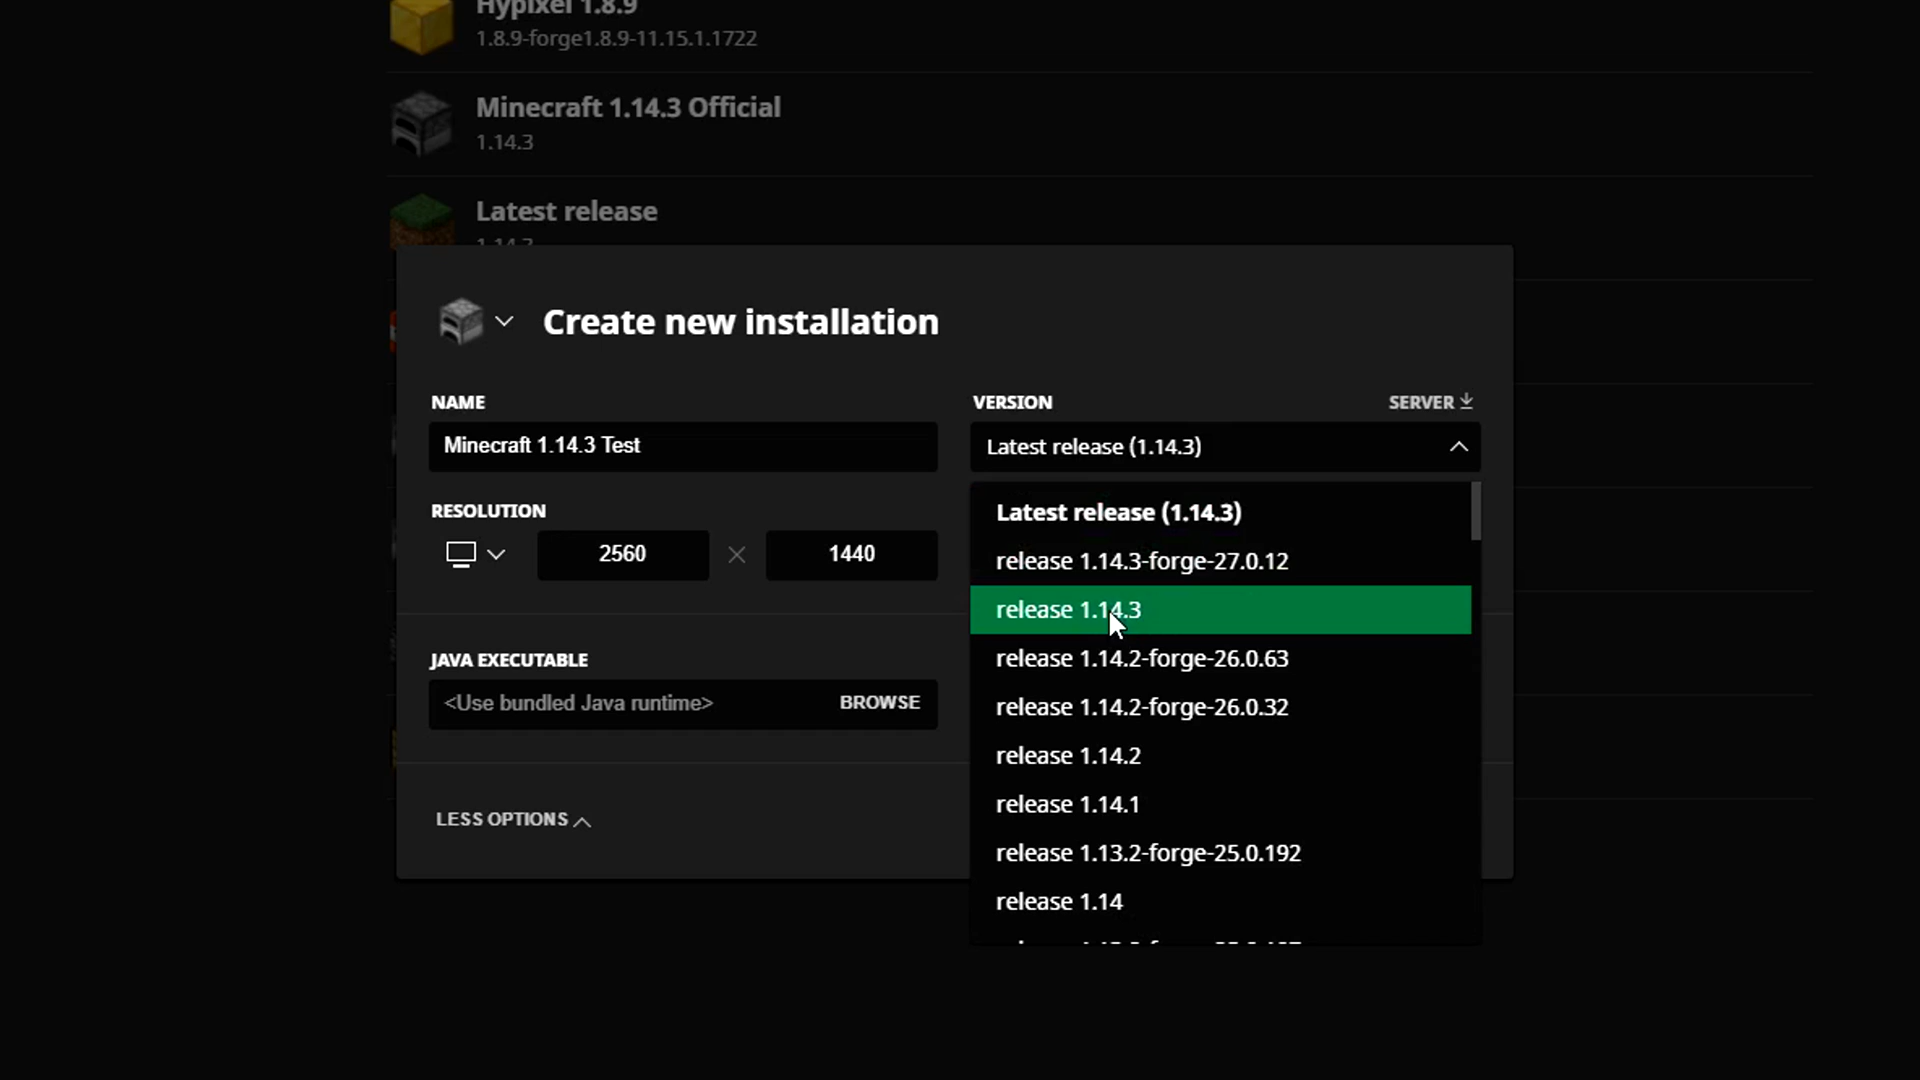 Hypixel 1.8.9
1.8.9-forge1.8.9-11.15.1.1722
Minecraft 1.14.3 Official
1.14.3
Latest release
1.14.3
Create new installation
NAME
Minecraft 1.14.3 Test
VERSION
SERVER
Latest release (1.14.3)
Latest release (1.14.3)
release 1.14.3-forge-27.0.12
release 1.14.3
release 1.14.2-forge-26.0.63
release 1.14.2-forge-26.0.32
release 1.14.2
release 1.14.1
release 1.13.2-forge-25.0.192
release 1.14
RESOLUTION
2560
1440
JAVA EXECUTABLE
<Use bundled Java runtime>
BROWSE
LESS OPTIONS